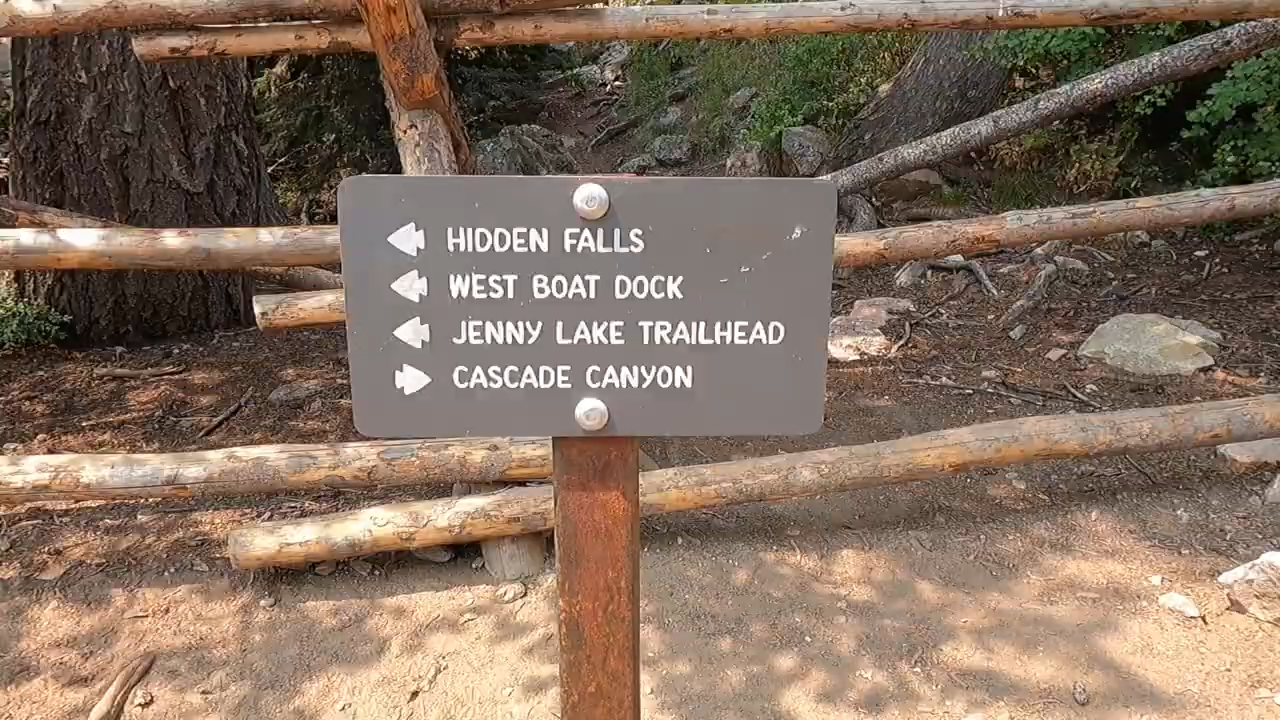 HIDDEN FALLS
WEST BOAT DOCK
JENNY LAKE TRAILHEAD
CASCADE CANYON